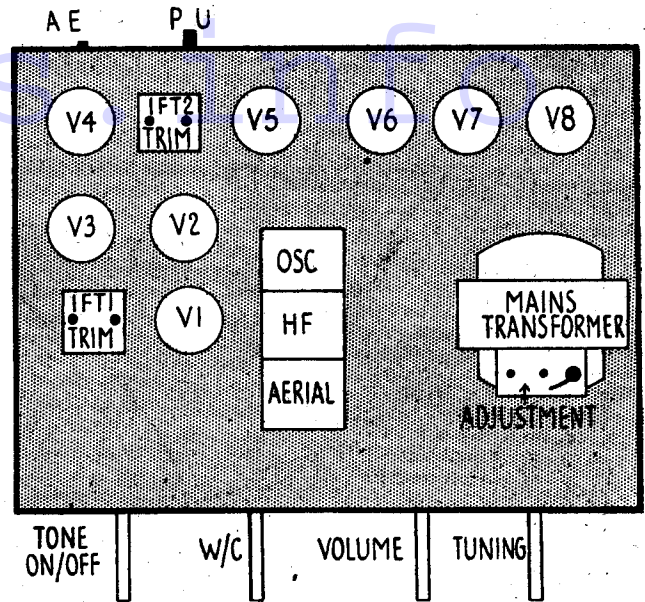 A E
P U
s.info
V4
IFT2
TRIM
V5
V6
V7
V8
V3
V2
OSC
IFT1
TRIM
V1
HF
MAINS
TRANSFORMER
AERIAL
ADJUSTMENT
TONE
ON/OFF
W/C
VOLUME
TUNING